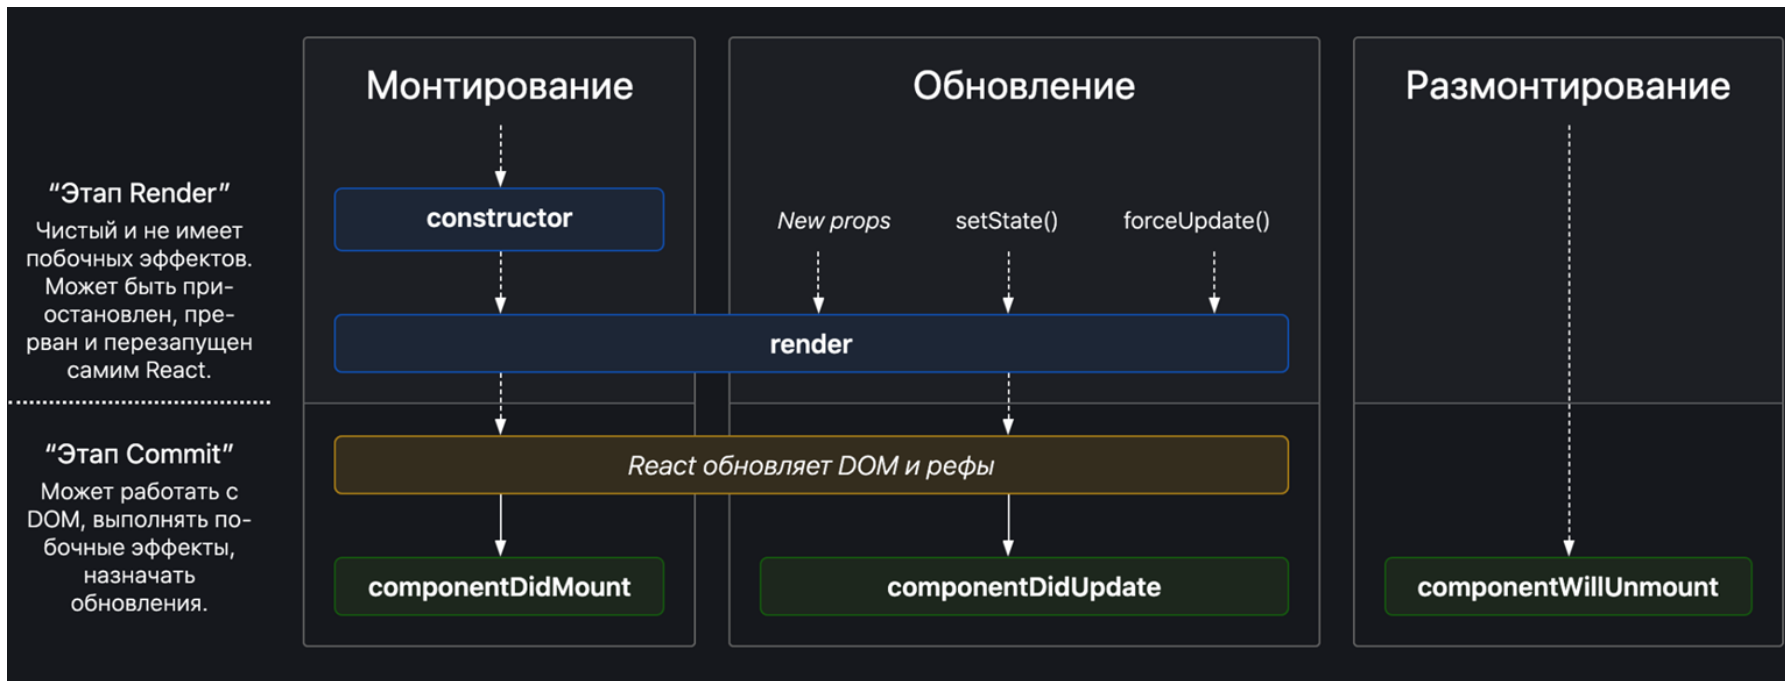 Монтирование
Обновление
Размонтирование
“Этап Render”
Чистый и не имеет
побочных эффектов.
Может быть при-
остановлен, пре-
рван и перезапущен
самим React.
constructor
New props
setState()
forceUpdate()
render
“Этап Commit”
Может работать с
DOM, выполнять по-
бочные эффекты,
назначать
обновления.
React обновляет DOM и рефы
componentDidMount
componentDidUpdate
componentWillUnmount